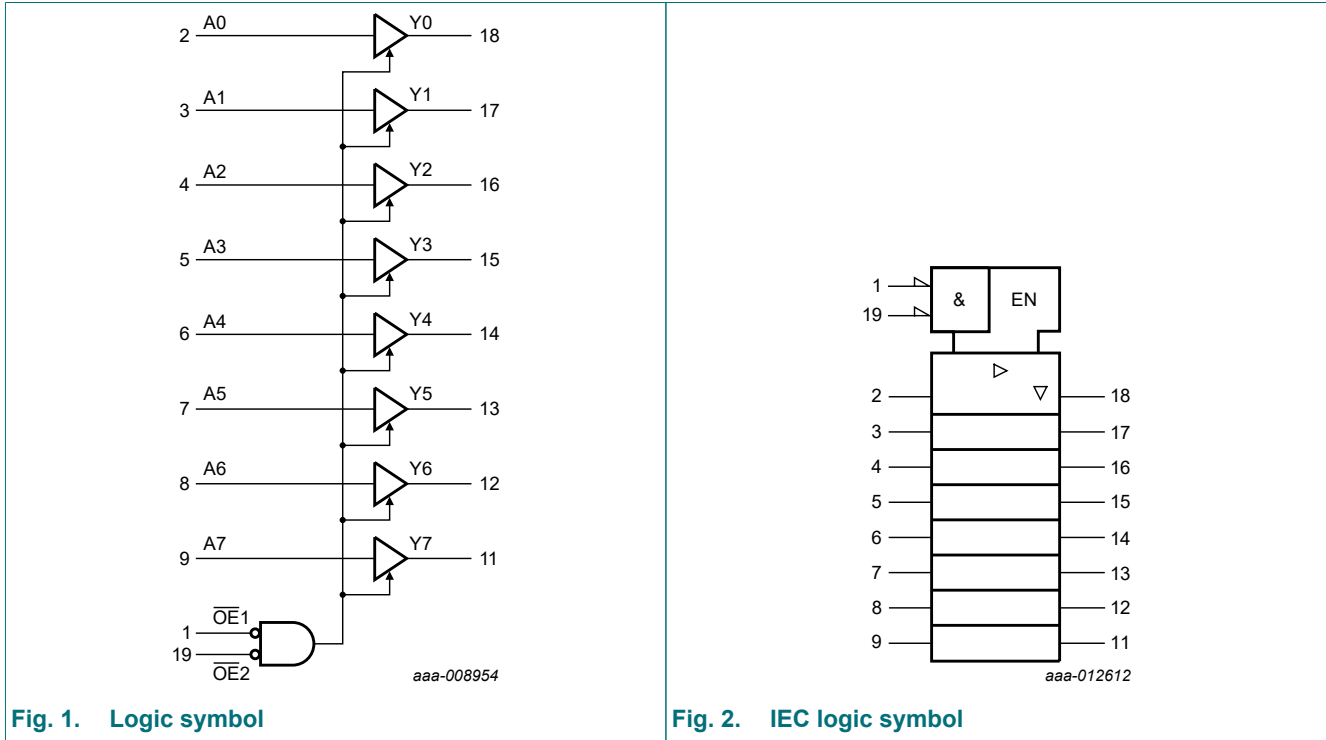 A0
Y0
2
18
A1
Y1
3
17
A2
Y2
4
16
A3
Y3
5
15
A4
Y4
6
14
A5
Y5
7
13
A6
Y6
8
12
A7
Y7
9
11
O̅E̅1
1
19
O̅E̅2
aaa-008954
Fig. 1. Logic symbol
1
19
& EN
2 18
3 17
4 16
5 15
6 14
7 13
8 12
9 11
aaa-012612
Fig. 2. IEC logic symbol